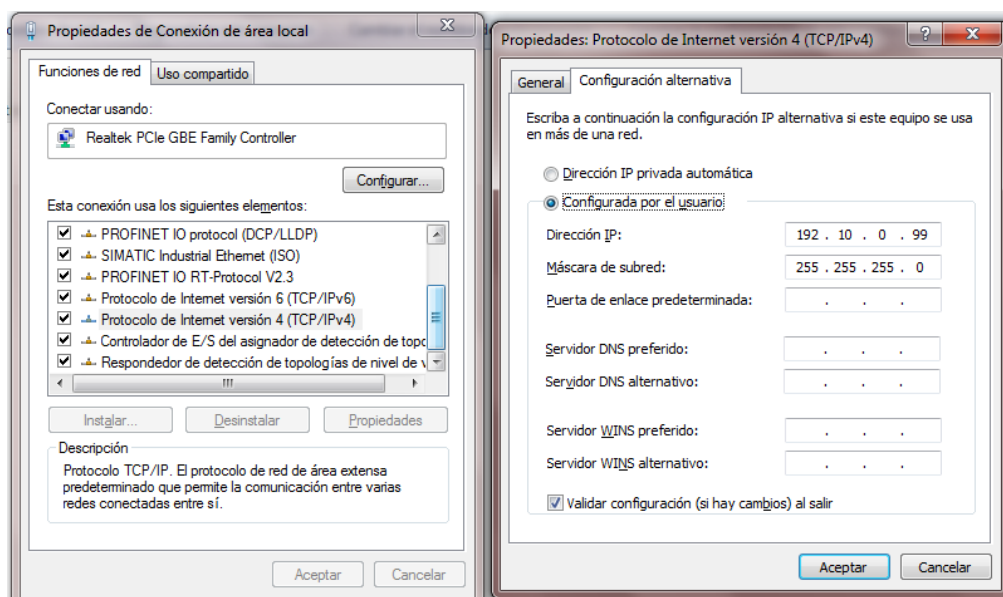 Propiedades de Conexión de área local
Funciones de red
Uso compartido
Conectar usando:
Realtek PCIe GBE Family Controller
Configurar...
Esta conexión usa los siguientes elementos:
PROFINET IO protocol (DCP/LLDP)
SIMATIC Industrial Ethernet (ISO)
PROFINET IO RT-Protocol V2.3
Protocolo de Internet versión 6 (TCP/IPv6)
Protocolo de Internet versión 4 (TCP/IPv4)
Controlador de E/S del asignador de detección de topo
Respondedor de detección de topologías de nivel de v
Instalar...
Desinstalar
Propiedades
Descripción
Protocolo TCP/IP. El protocolo de red de área extensa
predeterminado que permite la comunicación entre varias
redes conectadas entre sí.
Aceptar
Cancelar
Propiedades: Protocolo de Internet versión 4 (TCP/IPv4)
General
Configuración alternativa
Escriba a continuación la configuración IP alternativa si este equipo se usa
en más de una red.
Dirección IP privada automática
Configurada por el usuario
Dirección IP: 192 . 10 . 0 . 99
Máscara de subred: 255 . 255 . 255 . 0
Puerta de enlace predeterminada: . . .
Servidor DNS preferido: . . .
Servidor DNS alternativo: . . .
Servidor WINS preferido: . . .
Servidor WINS alternativo: . . .
Validar configuración (si hay cambios) al salir
Aceptar
Cancelar